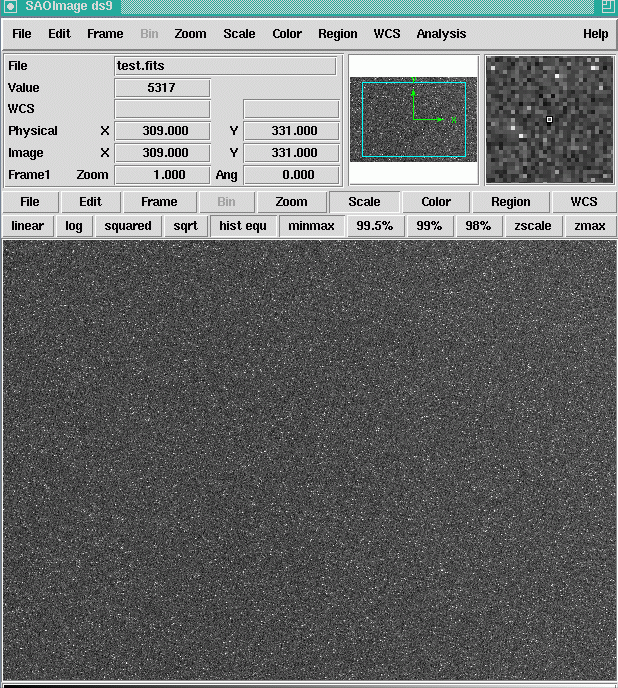 SAOImage ds9
File Edit Frame Bin Zoom Scale Color Region WCS Analysis Help
File test.fits
Value 5317
WCS
Physical X 309.000 Y 331.000
Image X 309.000 Y 331.000
Frame1 Zoom 1.000 Ang 0.000
X
File Edit Frame Bin Zoom Scale Color Region WCS
linear log squared sqrt hist equ minmax 99.5% 99% 98% zscale zmax